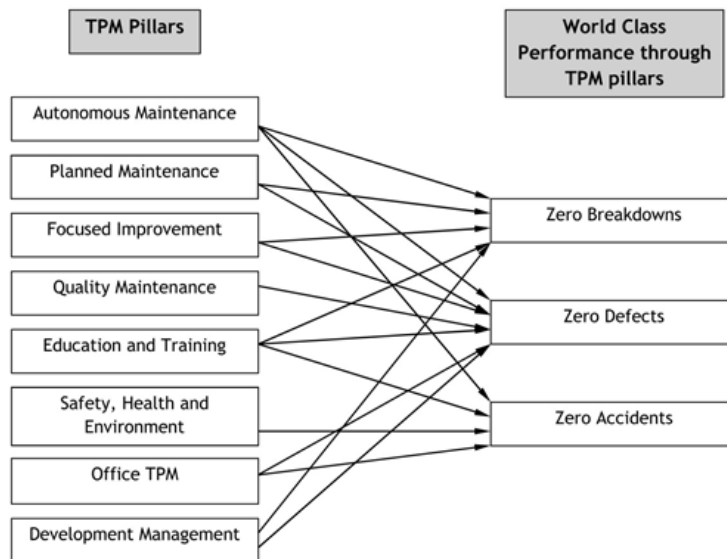 TPM Pillars
World Class
Performance through
TPM pillars
Autonomous Maintenance
Planned Maintenance
Focused Improvement
Quality Maintenance
Education and Training
Safety, Health and
Environment
Office TPM
Development Management
Zero Breakdowns
Zero Defects
Zero Accidents